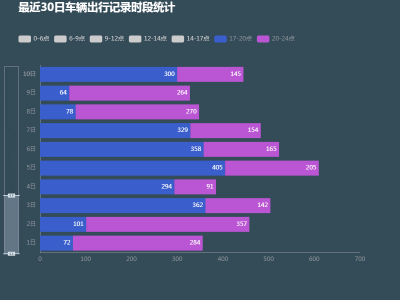 最近30日车辆出行记录时段统计
0-6点 6-9点 9-12点 12-14点 14-17点 17-20点 20-24点
10日 300 145
9日 64 264
8日 78 270
7日 329 154
6日 358 165
5日 405 205
4日 294 91
3日 362 142
2日 101 357
1日 72 284
0 100 200 300 400 500 600 700